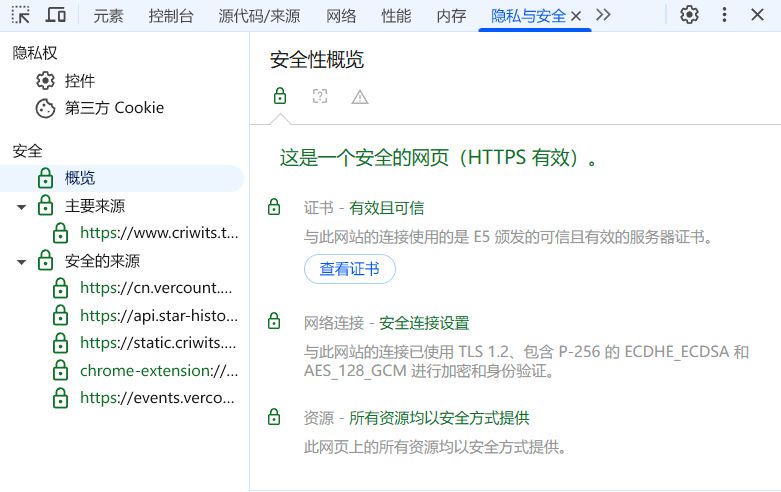 元素 控制台 源代码/来源 网络 性能 内存 隐私与安全
隐私权
控件
第三方 Cookie
安全
概览
主要来源
https://www.criwits.t...
安全的来源
https://cn.vercount....
https://api.star-histo...
https://static.criwits....
chrome-extension://...
https://events.verco...
安全性概览
这是一个安全的网页（HTTPS 有效）。
证书 - 有效且可信
与此网站的连接使用的是 E5 颁发的可信且有效的服务器证书。
查看证书
网络连接 - 安全连接设置
与此网站的连接已使用 TLS 1.2、包含 P-256 的 ECDHE_ECDSA 和
AES_128_GCM 进行加密和身份验证。
资源 - 所有资源均以安全方式提供
此网页上的所有资源均以安全方式提供。